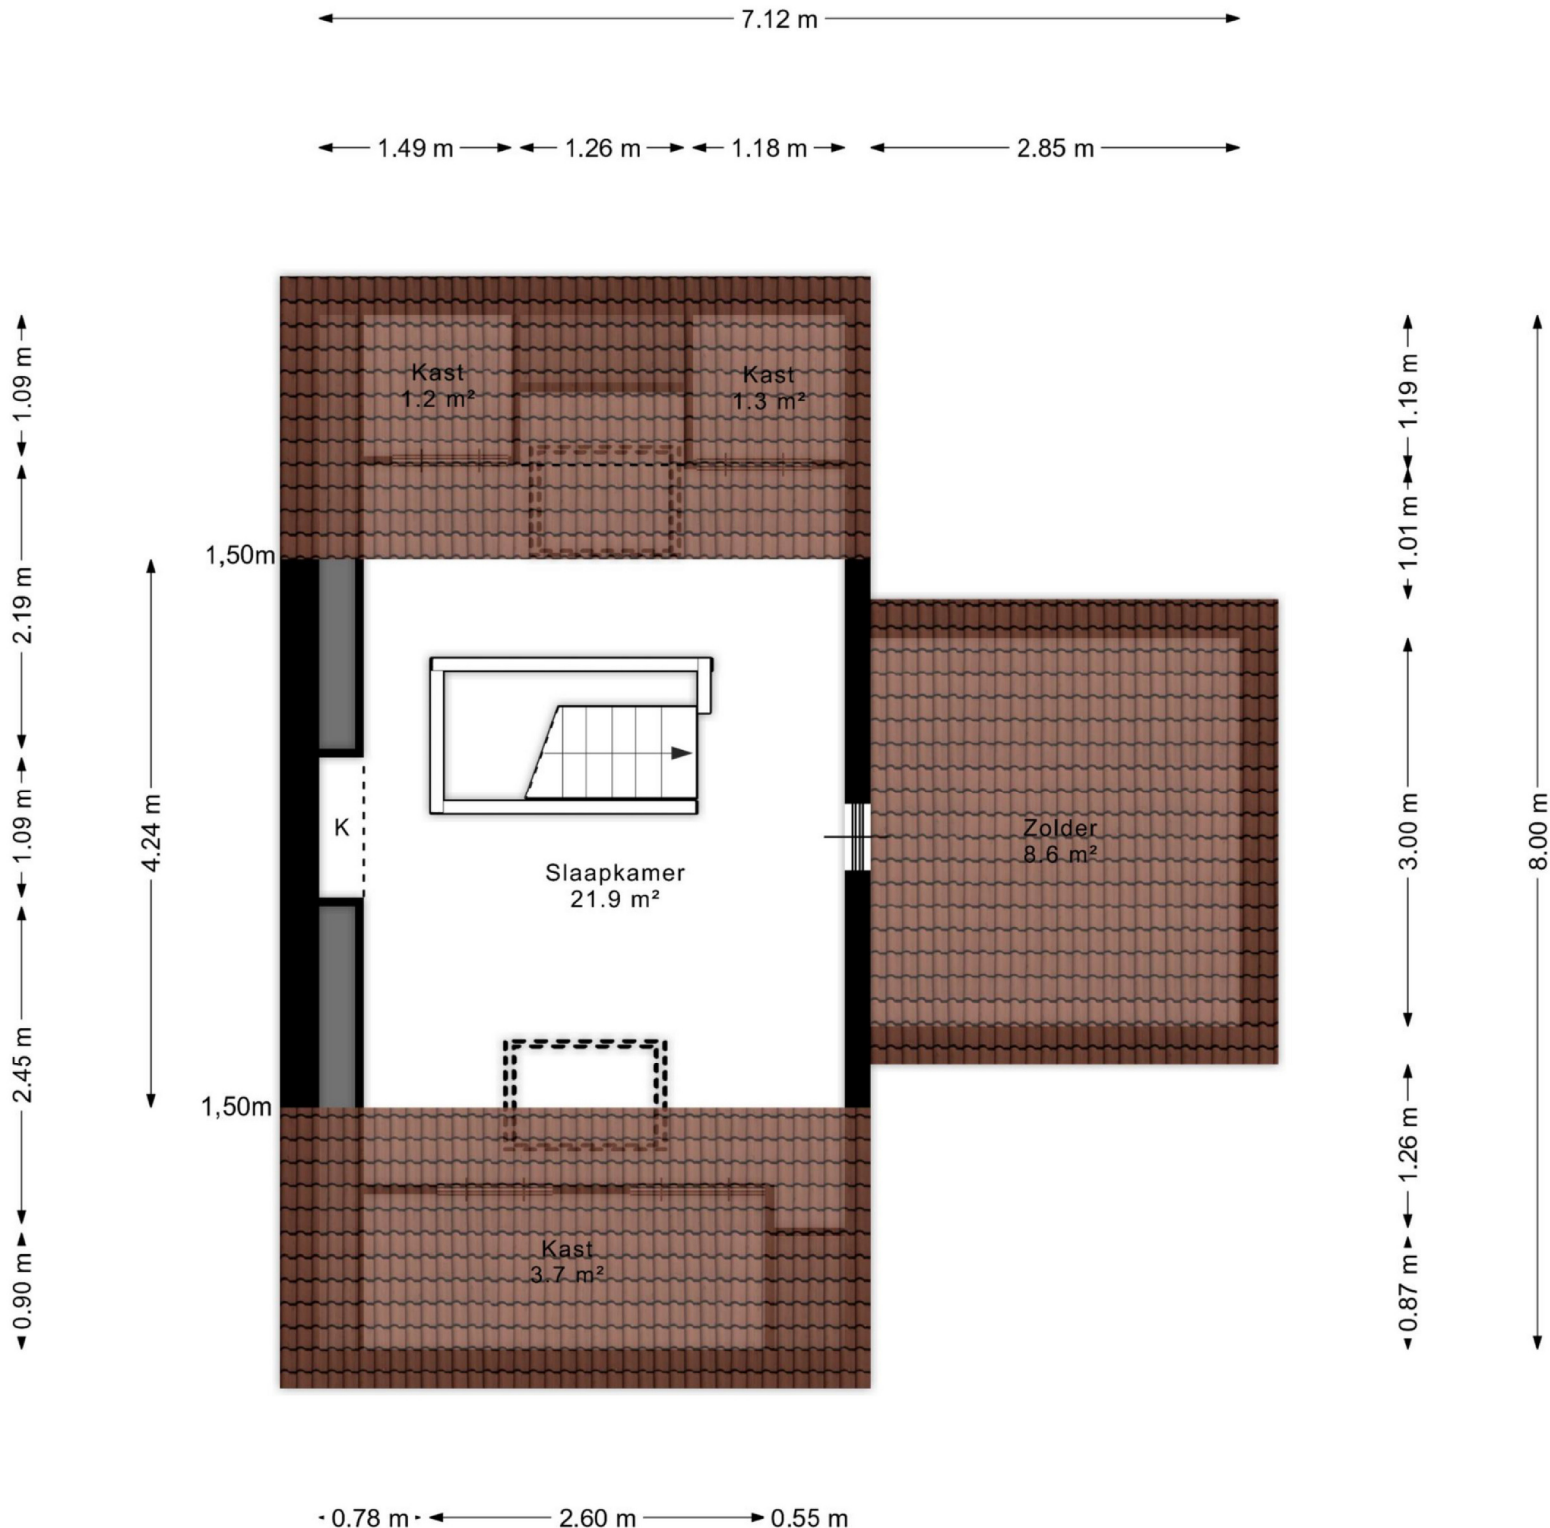 7.12 m
1.49 m
1.26 m
1.18 m
2.85 m
1.09 m
2.19 m
1.09 m
2.45 m
0.90 m
4.24 m
1,50m
1,50m
Kast
1.2 m²
Kast
1.3 m²
K
Slaapkamer
21.9 m²
Zolder
8.6 m²
Kast
3.7 m²
1.19 m
1.01 m
3.00 m
1.26 m
0.87 m
8.00 m
0.78 m
2.60 m
0.55 m